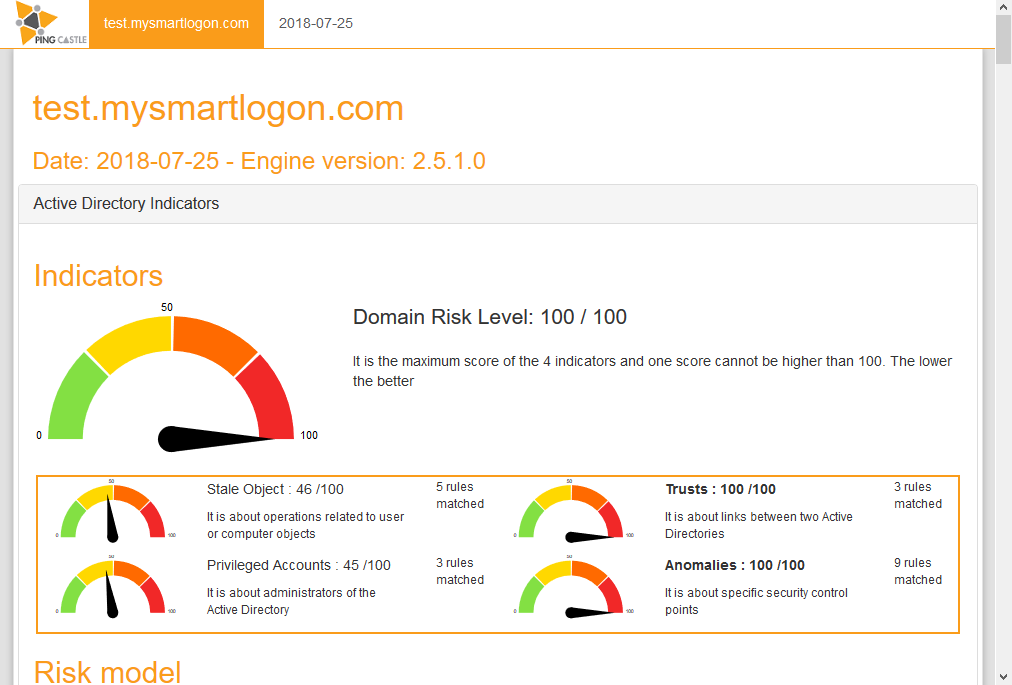 PING CASTLE
test.mysmartlogon.com
2018-07-25
test.mysmartlogon.com
Date: 2018-07-25 - Engine version: 2.5.1.0
Active Directory Indicators
Indicators
50
0
100
Domain Risk Level: 100 / 100
It is the maximum score of the 4 indicators and one score cannot be higher than 100. The lower
the better
50
0
100
Stale Object : 46 /100
It is about operations related to user
or computer objects
5 rules
matched
50
0
100
Trusts : 100 /100
It is about links between two Active
Directories
3 rules
matched
50
0
100
Privileged Accounts : 45 /100
It is about administrators of the
Active Directory
3 rules
matched
50
0
100
Anomalies : 100 /100
It is about specific security control
points
9 rules
matched
Risk model